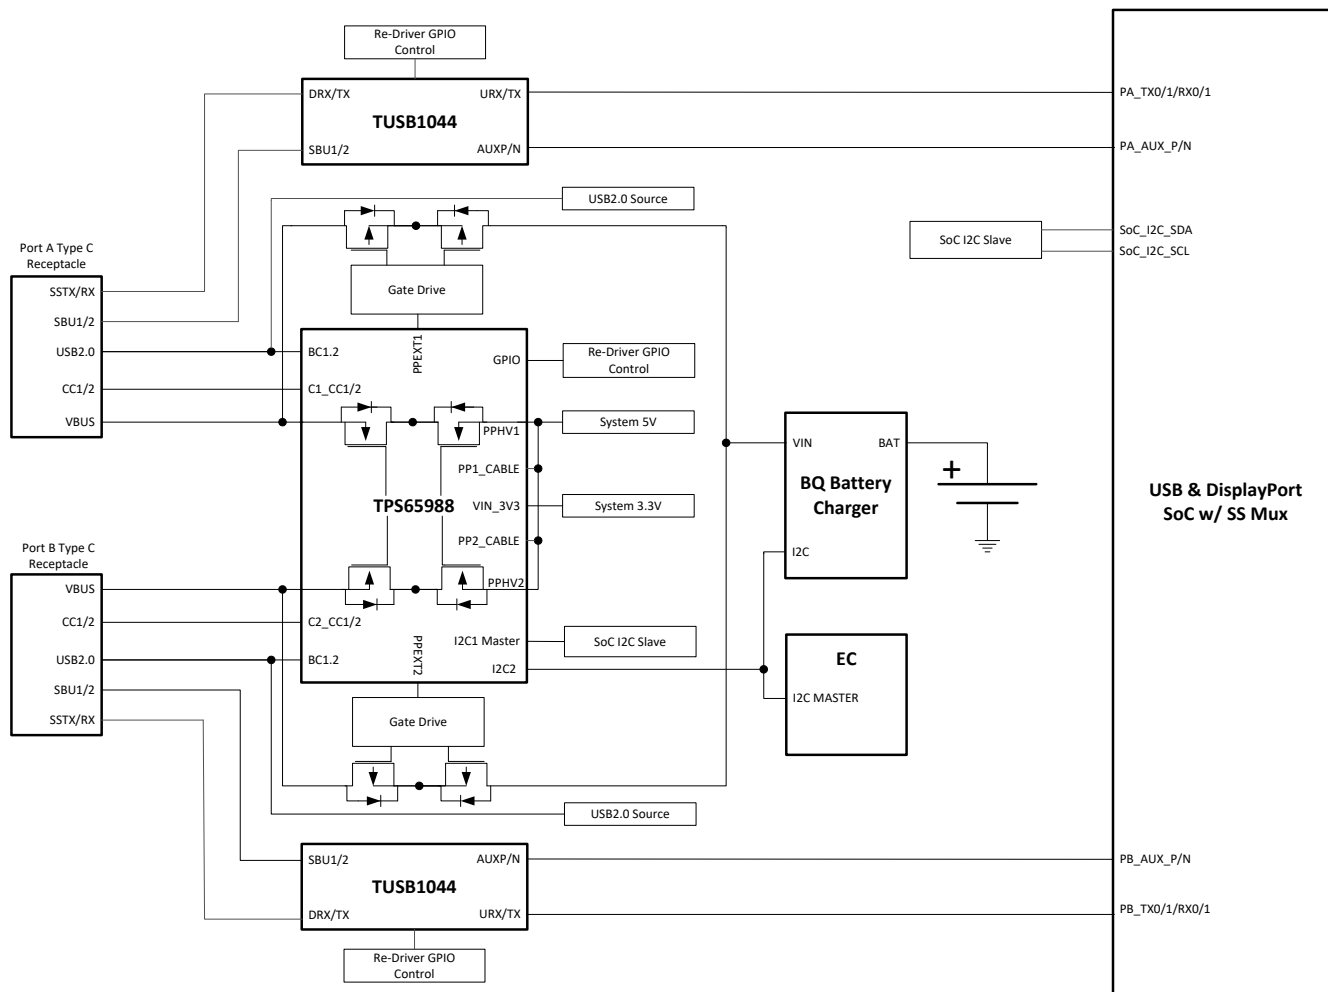 Re-Driver GPIO
Control
DRX/TX
URX/TX
TUSB1044
SBU1/2
AUXP/N
PA_TX0/1/RX0/1
PA_AUX_P/N
USB2.0 Source
SoC I2C Slave
SoC_I2C_SDA
SoC_I2C_SCL
Port A Type C
Receptacle
SSTX/RX
SBU1/2
USB2.0
CC1/2
VBUS
Gate Drive
BC1.2
PPEXT1
GPIO
Re-Driver GPIO
Control
C1_CC1/2
PPHV1
System 5V
PP1_CABLE
TPS65988
VIN_3V3
System 3.3V
PP2_CABLE
PPHV2
C2_CC1/2
I2C1 Master
SoC I2C Slave
BC1.2
PPEXT2
I2C2
VIN
BAT
BQ Battery
Charger
I2C
+
EC
I2C MASTER
USB & DisplayPort
SoC w/ SS Mux
Port B Type C
Receptacle
VBUS
CC1/2
USB2.0
SBU1/2
SSTX/RX
Gate Drive
USB2.0 Source
SBU1/2
AUXP/N
TUSB1044
DRX/TX
URX/TX
PB_AUX_P/N
PB_TX0/1/RX0/1
Re-Driver GPIO
Control